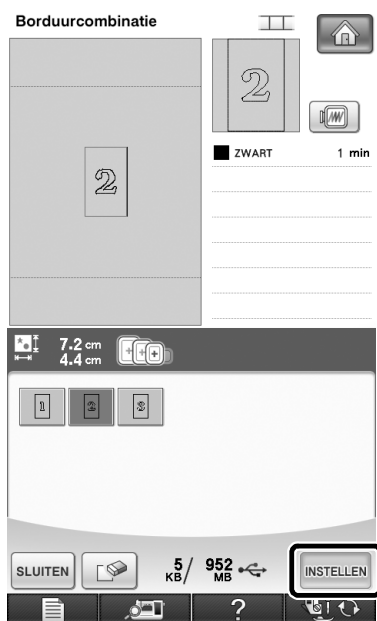 Borduurcombinatie
2
2
ZWART 1 min
7.2 cm
4.4 cm
1 2 3
SLUITEN 5 KB/ 952 MB INSTELLEN
?